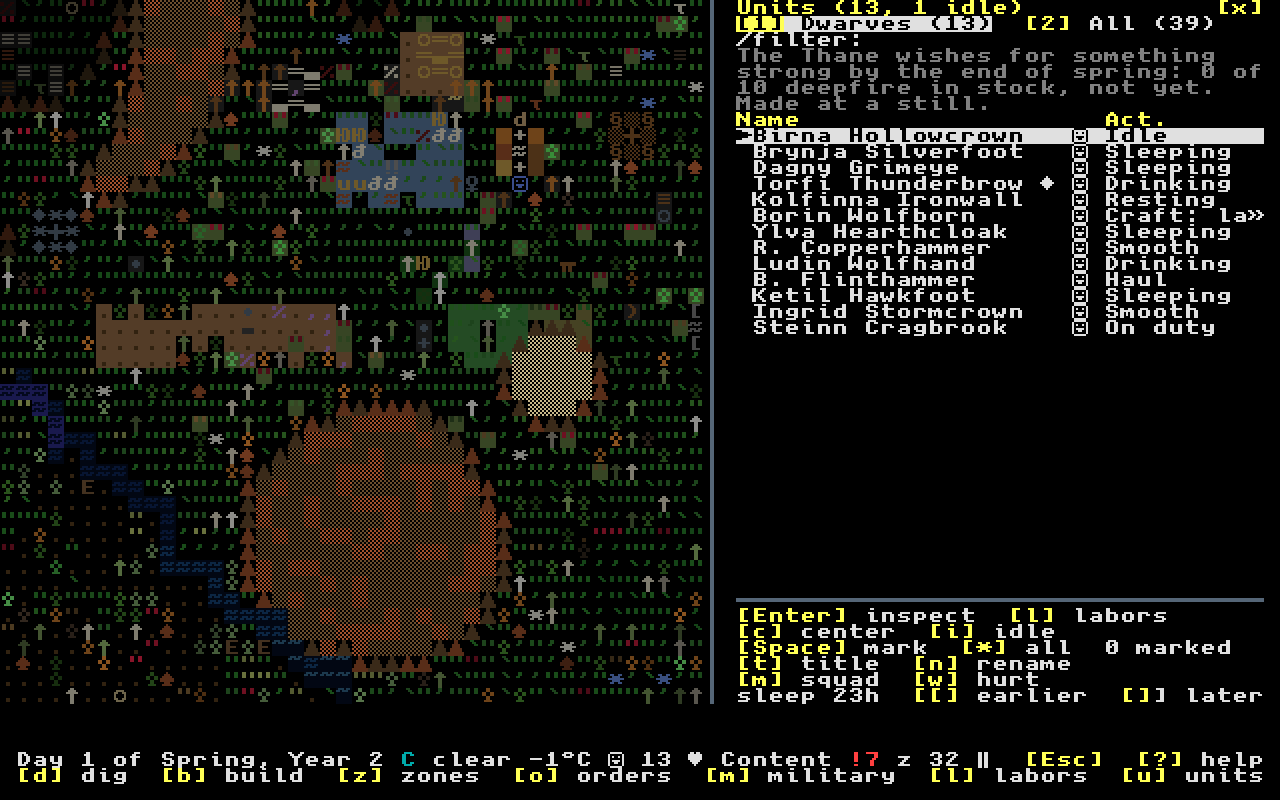 Units (13, 1 idle) [x]
[1] Dwarves (13) [2] All (39)
/filter:
The Thane wishes for something
strong by the end of spring: 0 of
10 deepfire in stock, not yet.
Made at a still.
Name Act.
►Birna Hollowcrown Idle
Brynja Silverfoot Sleeping
Dagny Grimeye Sleeping
Torfi Thunderbrow ◆ Drinking
Kolfinna Ironwall Resting
Borin Wolfborn Craft: la»
Ylva Hearthcloak Sleeping
R. Copperhammer Smooth
Ludin Wolfhand Drinking
B. Flinthammer Haul
Ketil Hawkfoot Sleeping
Ingrid Stormcrown Smooth
Steinn Cragbrook On duty
[Enter] inspect [l] labors
[c] center [i] idle
[Space] mark [*] all 0 marked
[t] title [n] rename
[m] squad [w] hurt
sleep 23h [[] earlier []] later
Day 1 of Spring, Year 2 C clear -1°C ☺ 13 ♥ Content !7 z 32 ‖ [Esc] [?] help
[d] dig [b] build [z] zones [o] orders [m] military [l] labors [u] units